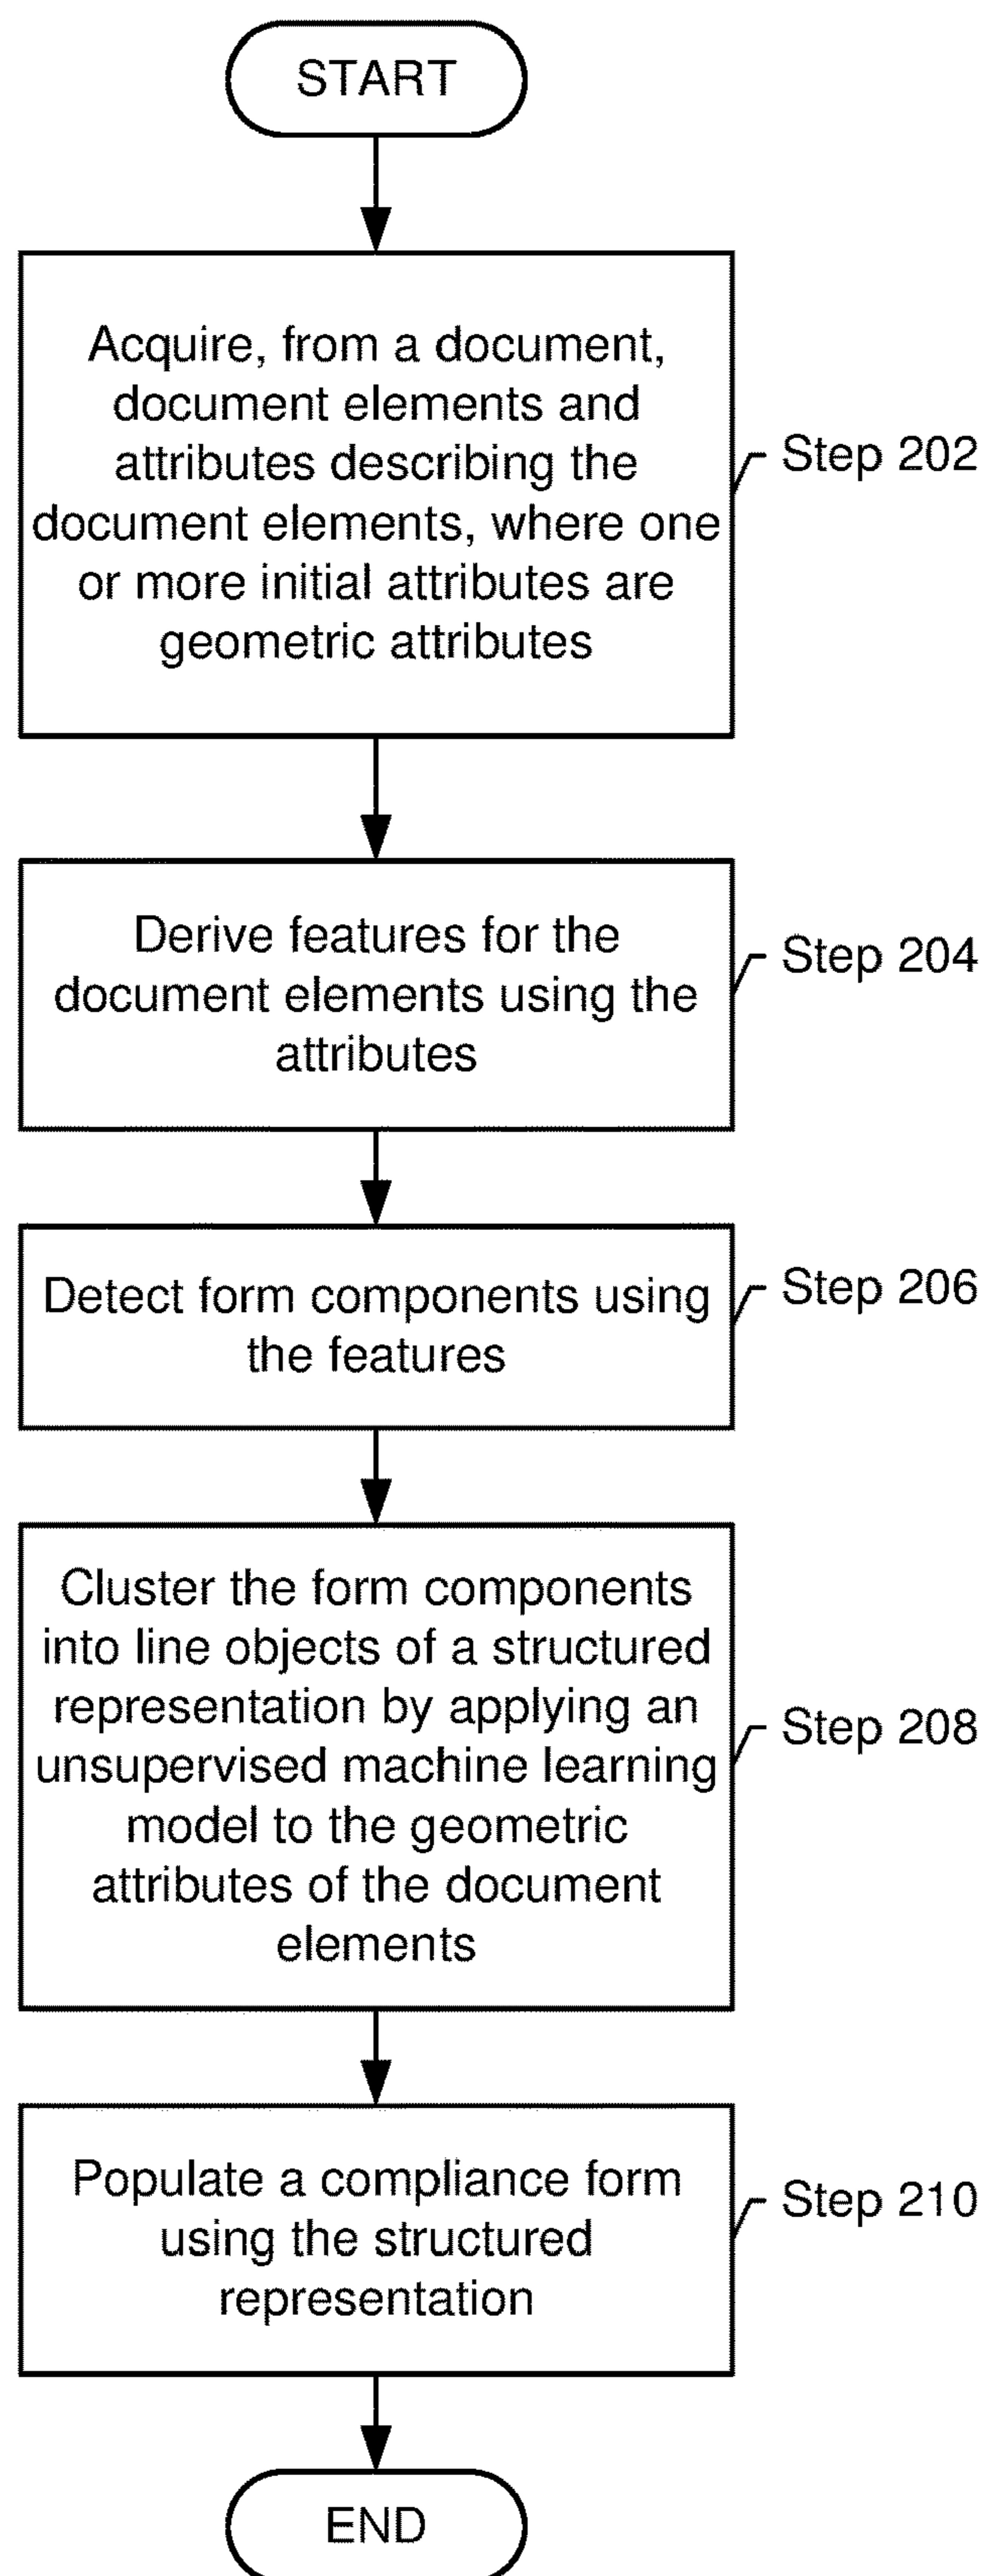 START
Acquire, from a document,
document elements and
attributes describing the
document elements, where one
or more initial attributes are
geometric attributes
Step 202
Derive features for the
document elements using the
attributes
Step 204
Detect form components using
the features
Step 206
Cluster the form components
into line objects of a structured
representation by applying an
unsupervised machine learning
model to the geometric
attributes of the document
elements
Step 208
Populate a compliance form
using the structured
representation
Step 210
END